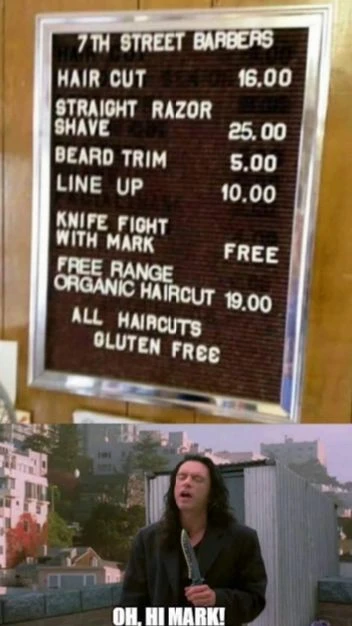 7TH STREET BARBERS
HAIR CUT 16.00
STRAIGHT RAZOR
SHAVE 25.00
BEARD TRIM 5.00
LINE UP 10.00
KNIFE FIGHT
WITH MARK FREE
FREE RANGE
ORGANIC HAIRCUT 19.00
ALL HAIRCUTS
GLUTEN FREE
OH, HI MARK!